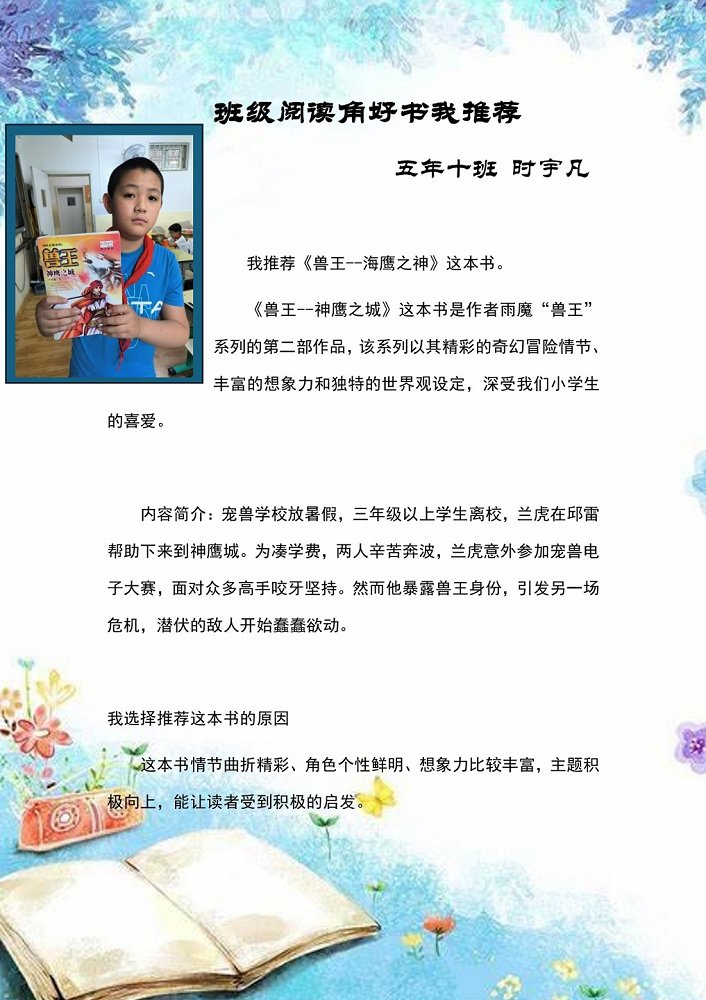 班级阅读角好书我推荐
五年十班 时宇凡
兽王
神鹰之城
我推荐《兽王--海鹰之神》这本书。
《兽王--神鹰之城》这本书是作者雨魔“兽王”
系列的第二部作品,该系列以其精彩的奇幻冒险情节、
丰富的想象力和独特的世界观设定,深受我们小学生
的喜爱。
内容简介:宠兽学校放暑假,三年级以上学生离校,兰虎在邱雷
帮助下来到神鹰城。为凑学费,两人辛苦奔波,兰虎意外参加宠兽电
子大赛,面对众多高手咬牙坚持。然而他暴露兽王身份,引发另一场
危机,潜伏的敌人开始蠢蠢欲动。
我选择推荐这本书的原因
这本书情节曲折精彩、角色个性鲜明、想象力比较丰富,主题积
极向上,能让读者受到积极的启发。